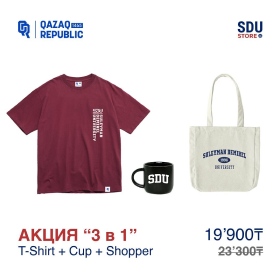 QAZAQ
REPUBLIC
SDU
STORE
SULEYMAN
DEMIREL
UNIVERSITY
SDU
SULEYMAN DEMIREL
UNIVERSITY
АКЦИЯ “3 в 1”
T-Shirt + Cup + Shopper
19’900₸
23’300₸